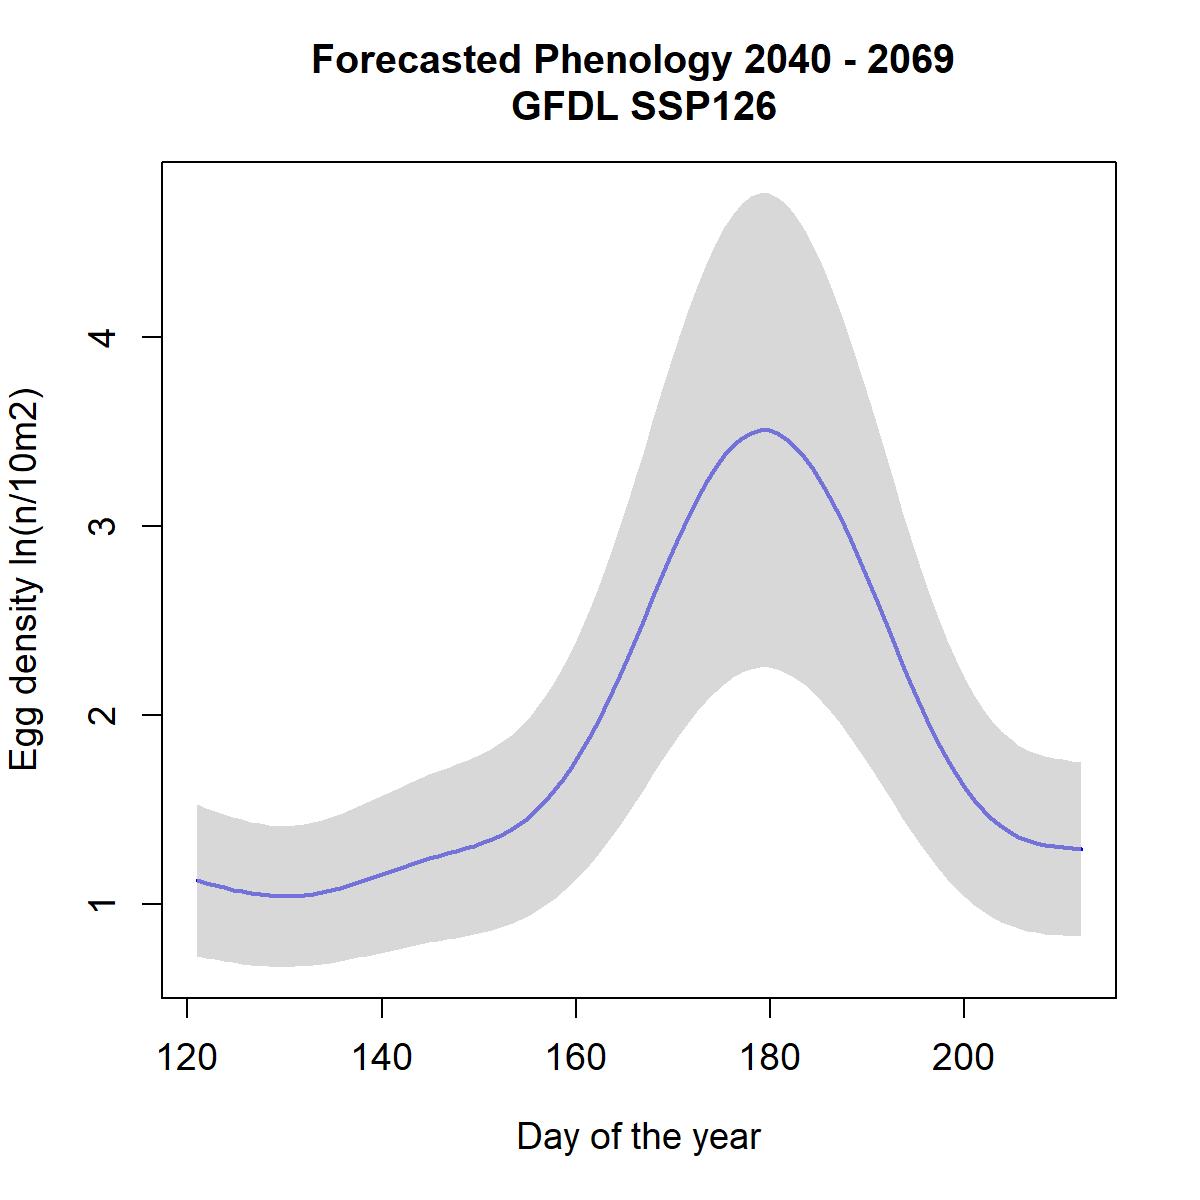 Forecasted Phenology 2040 - 2069
GFDL SSP126
Egg density ln(n/10m2)
4
3
2
1
120 140 160 180 200
Day of the year